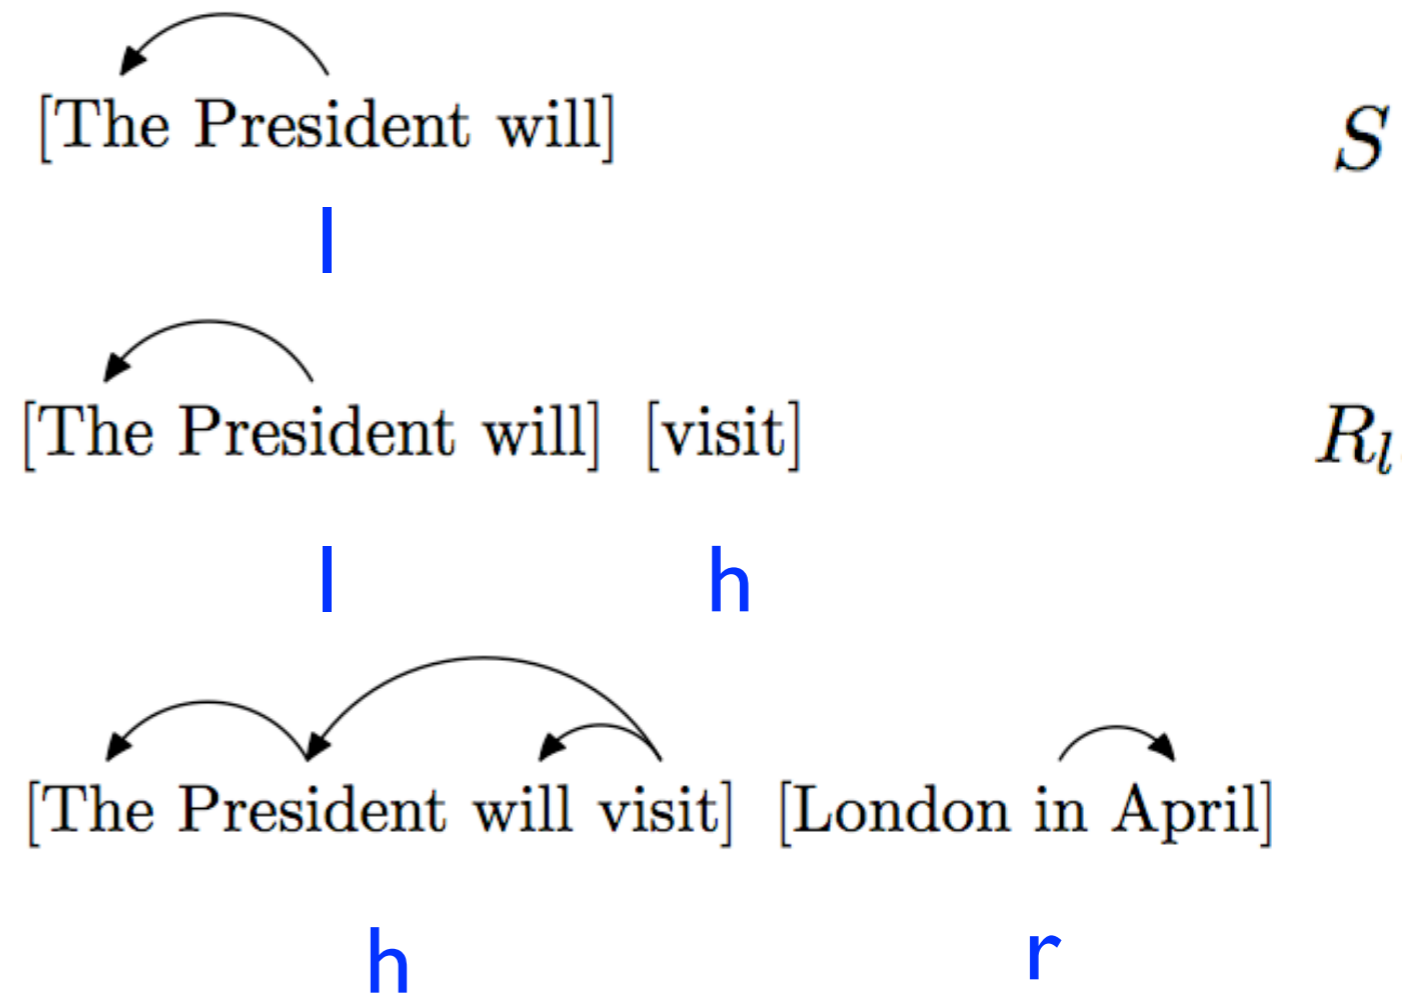 [The President will] S
l
[The President will] [visit] R_l
l h
[The President will visit] [London in April]
h r